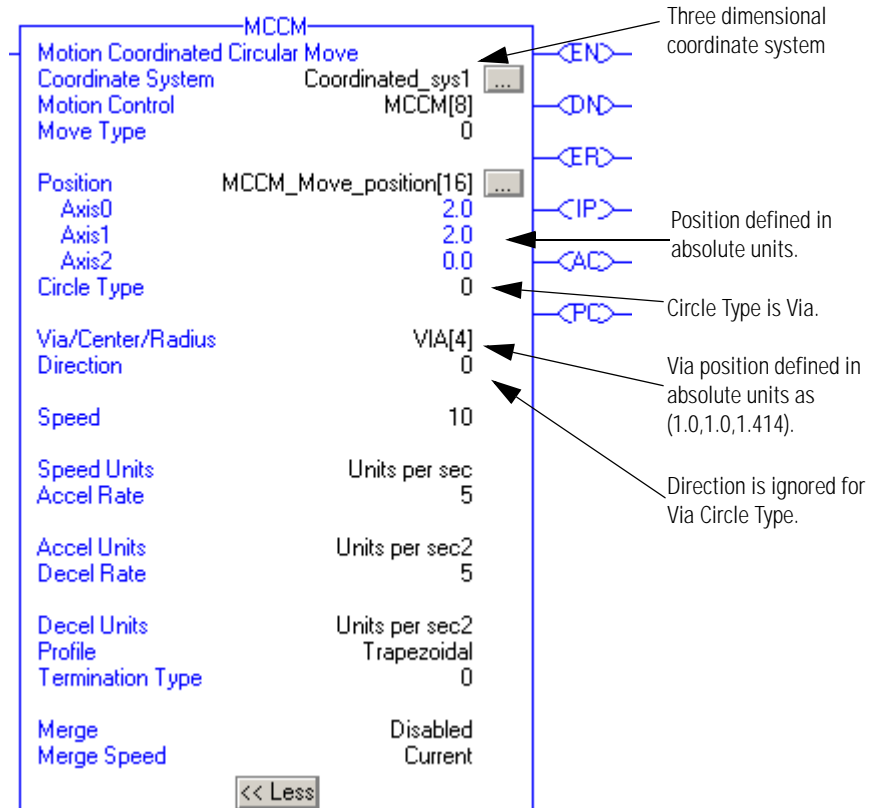 MCCM
Motion Coordinated Circular Move
Coordinate System Coordinated_sys1 ...
Motion Control MCCM[8]
Move Type 0
Position MCCM_Move_position[16] ...
Axis0 2.0
Axis1 2.0
Axis2 0.0
Circle Type 0
Via/Center/Radius VIA[4]
Direction 0
Speed 10
Speed Units Units per sec
Accel Rate 5
Accel Units Units per sec2
Decel Rate 5
Decel Units Units per sec2
Profile Trapezoidal
Termination Type 0
Merge Disabled
Merge Speed Current
<< Less
EN
DN
ER
IP
AC
PC
Three dimensional
coordinate system
Position defined in
absolute units.
Circle Type is Via.
Via position defined in
absolute units as
(1.0,1.0,1.414).
Direction is ignored for
Via Circle Type.